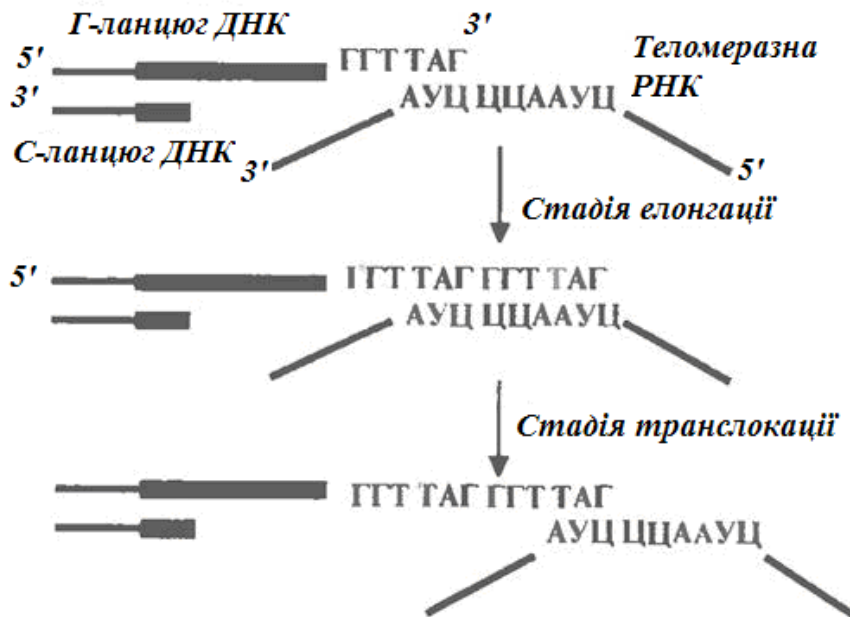 Г-ланцюг ДНК
3'
5'
ГГТ ТАГ
Теломеразна
РНК
3'
АУЦ ЦЦААУЦ
С-ланцюг ДНК
3'
5'
Стадія елонгації
5'
ГГТ ТАГ ГГТ ТАГ
АУЦ ЦЦААУЦ
Стадія транслокації
ГГТ ТАГ ГГТ ТАГ
АУЦ ЦЦААУЦ